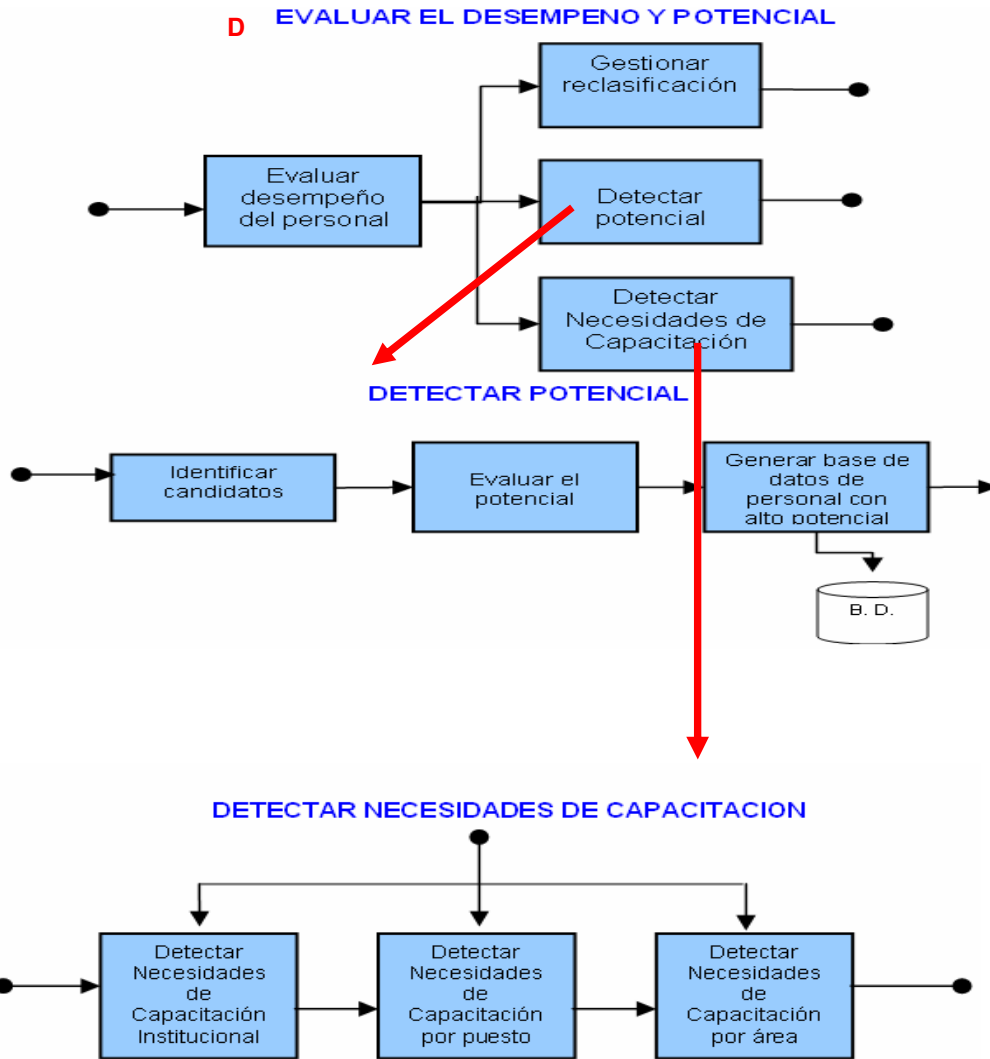 D
EVALUAR EL DESEMPENO Y POTENCIAL
Gestionar
reclasificación
Evaluar
desempeño
del personal
Detectar
potencial
Detectar
Necesidades de
Capacitación
DETECTAR POTENCIAL
Identificar
candidatos
Evaluar el
potencial
Generar base de
datos de
personal con
alto potencial
B. D.
DETECTAR NECESIDADES DE CAPACITACION
Detectar
Necesidades
de
Capacitación
Institucional
Detectar
Necesidades
de
Capacitación
por puesto
Detectar
Necesidades
de
Capacitación
por área